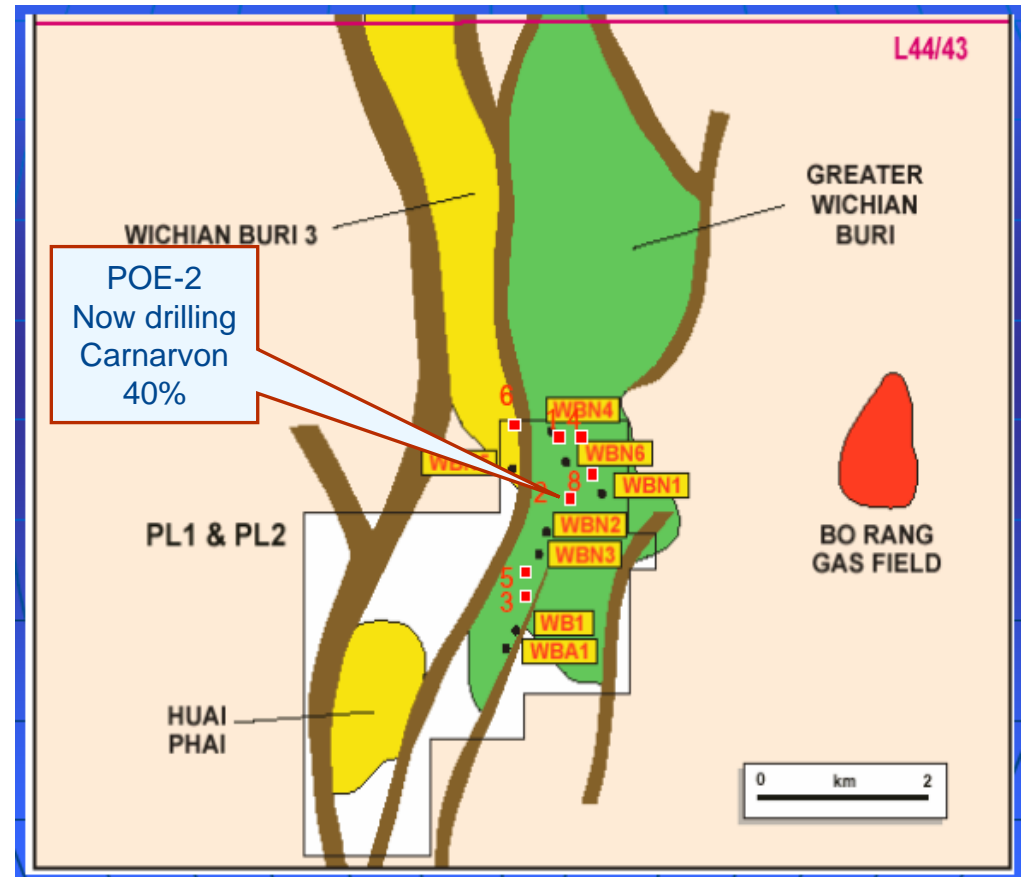 L44/43
GREATER
WICHIAN
BURI
WICHIAN BURI 3
POE-2
Now drilling
Carnarvon
40%
6
WBN4
1 4
WBN6
8
WBN1
2
PL1 & PL2
WBN2
WBN3
BO RANG
GAS FIELD
5
3
WB1
WBA1
HUAI
PHAI
0 km 2